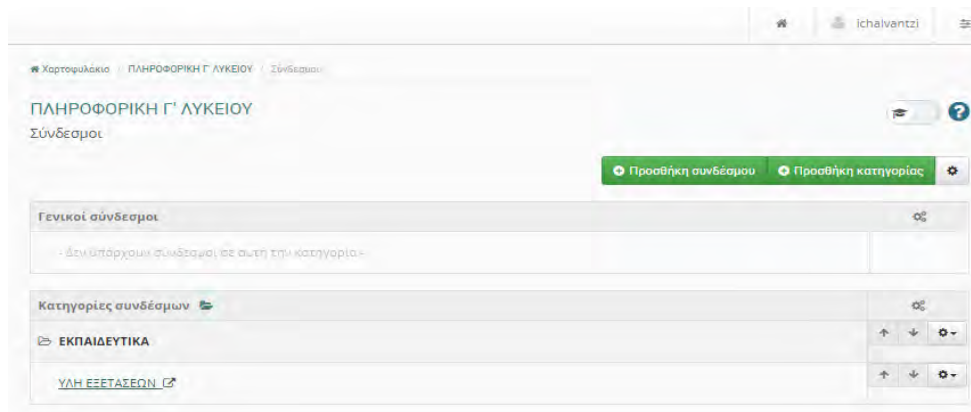 ichalvantzi
Χαρτοφυλάκιο / ΠΛΗΡΟΦΟΡΙΚΗ Γ' ΛΥΚΕΙΟΥ / Σύνδεσμοι
ΠΛΗΡΟΦΟΡΙΚΗ Γ' ΛΥΚΕΙΟΥ
Σύνδεσμοι
Προσθήκη συνδέσμου Προσθήκη κατηγορίας
Γενικοί σύνδεσμοι
- Δεν υπάρχουν σύνδεσμοι σε αυτή την κατηγορία -
Κατηγορίες συνδέσμων
ΕΚΠΑΙΔΕΥΤΙΚΑ
ΥΛΗ ΕΞΕΤΑΣΕΩΝ